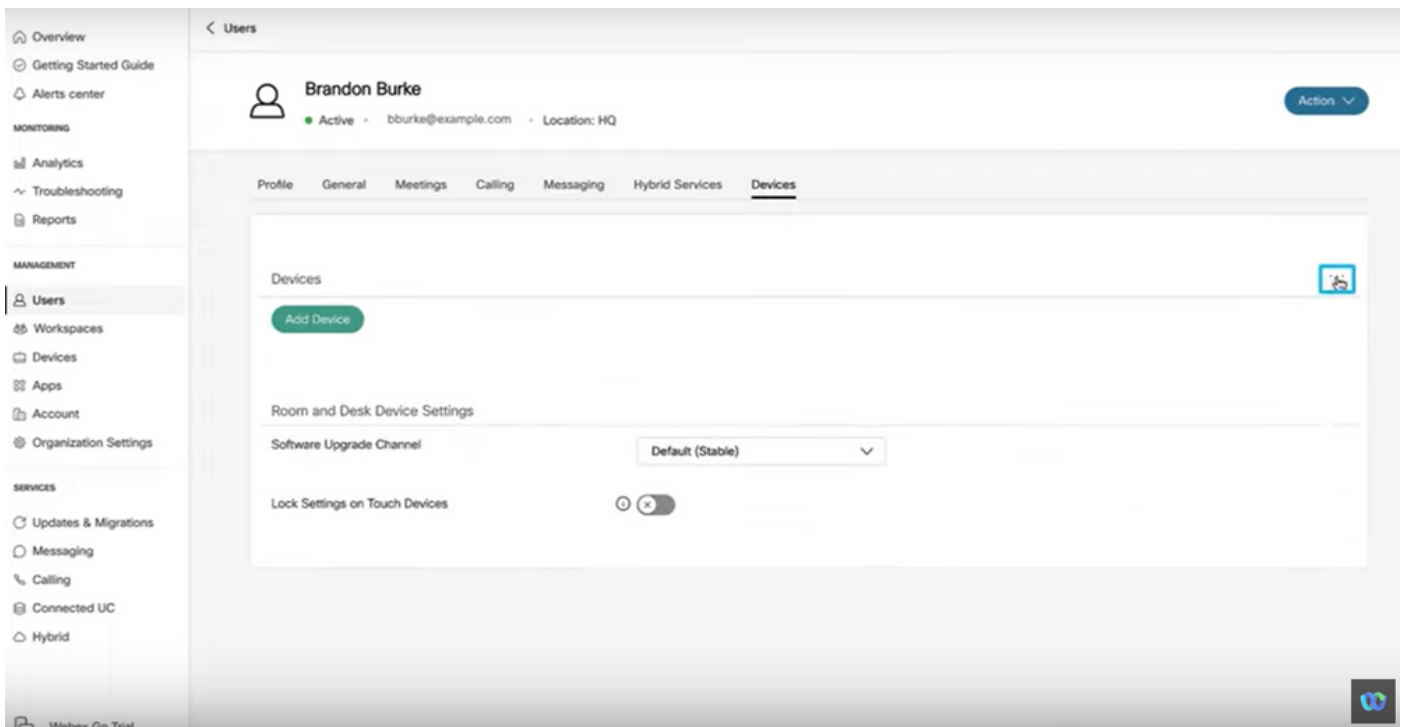 Overview
Getting Started Guide
Alerts center
MONITORING
Analytics
Troubleshooting
Reports
MANAGEMENT
Users
Workspaces
Devices
Apps
Account
Organization Settings
SERVICES
Updates & Migrations
Messaging
Calling
Connected UC
Hybrid
Webex Go Trial
Users
Brandon Burke
Active bburke@example.com Location: HQ
Action
Profile General Meetings Calling Messaging Hybrid Services Devices
Devices
Add Device
Room and Desk Device Settings
Software Upgrade Channel Default (Stable)
Lock Settings on Touch Devices